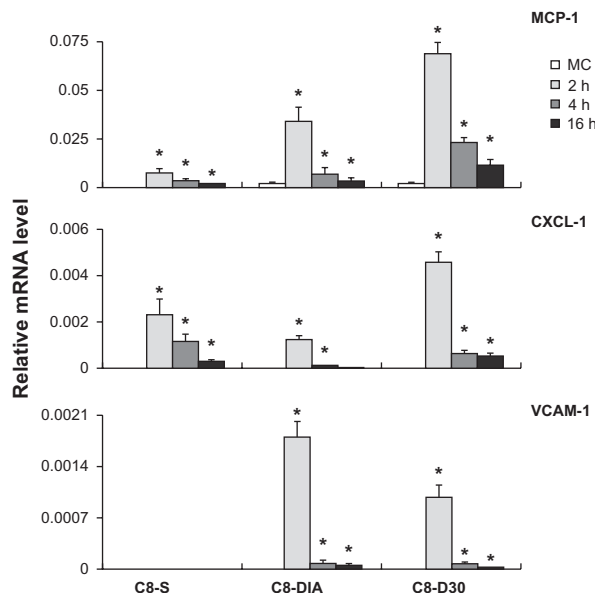 MCP-1
0.075
0.05
0.025
0
* * *
* * *
* * *
MC
2 h
4 h
16 h
Relative mRNA level
CXCL-1
0.006
0.004
0.002
0
* * *
* *
* * *
VCAM-1
0.0021
0.0014
0.0007
0
* * *
* * *
C8-S C8-DIA C8-D30